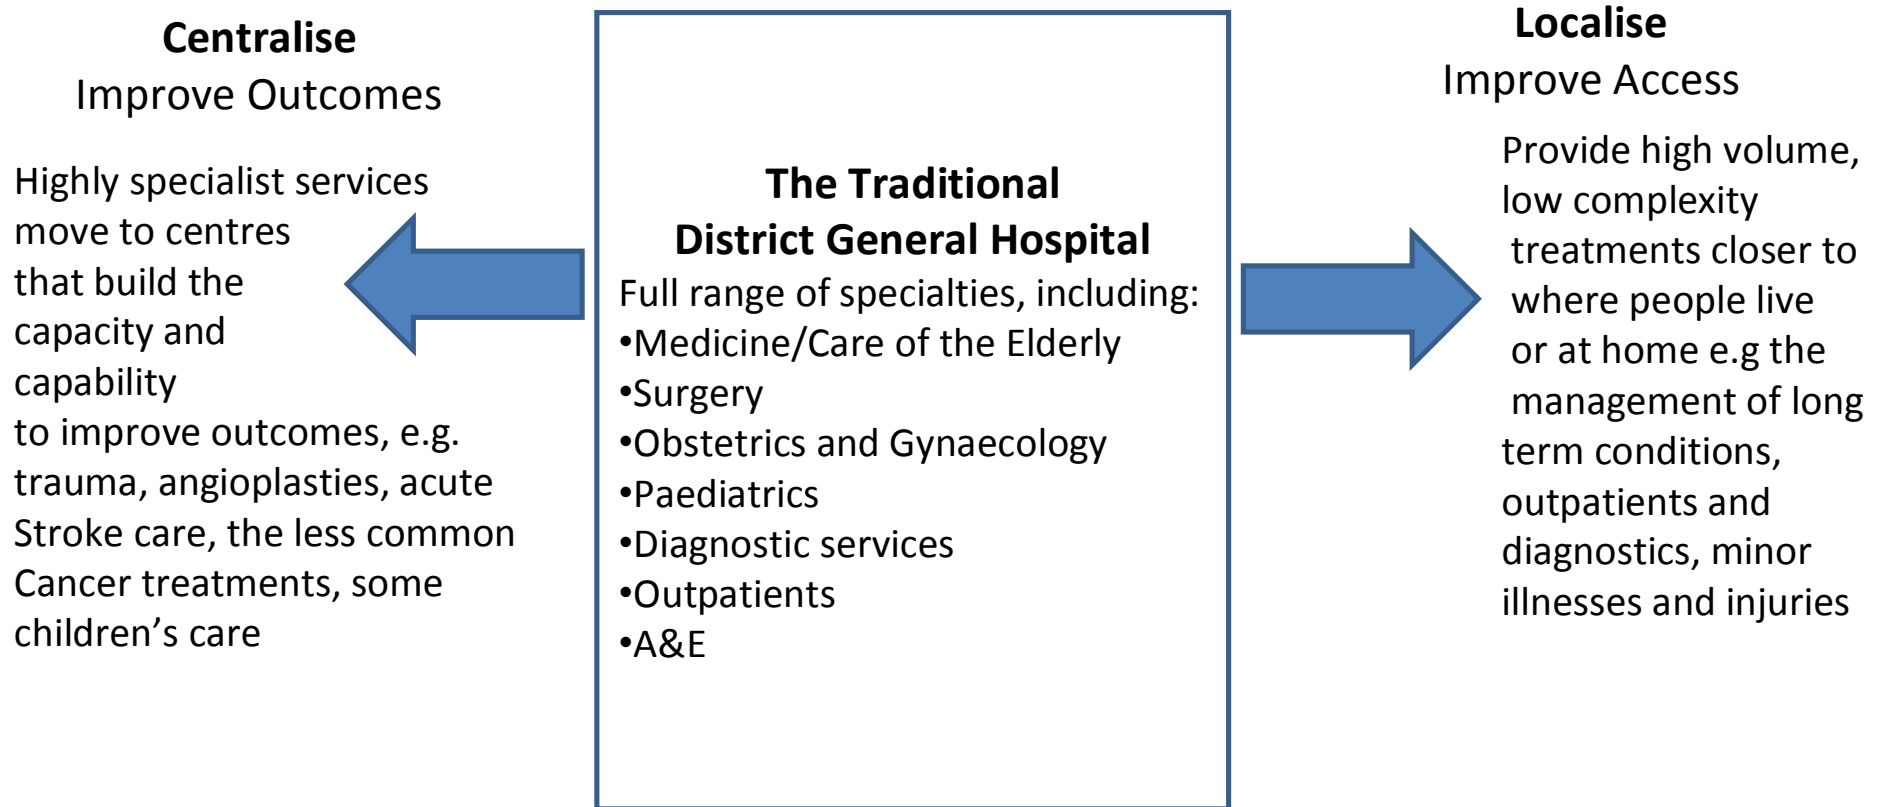 Centralise
Improve Outcomes
Highly specialist services
move to centres
that build the
capacity and
capability
to improve outcomes, e.g.
trauma, angioplasties, acute
Stroke care, the less common
Cancer treatments, some
children’s care
The Traditional
District General Hospital
Full range of specialties, including:
•Medicine/Care of the Elderly
•Surgery
•Obstetrics and Gynaecology
•Paediatrics
•Diagnostic services
•Outpatients
•A&E
Localise
Improve Access
Provide high volume,
low complexity
treatments closer to
where people live
or at home e.g the
management of long
term conditions,
outpatients and
diagnostics, minor
illnesses and injuries